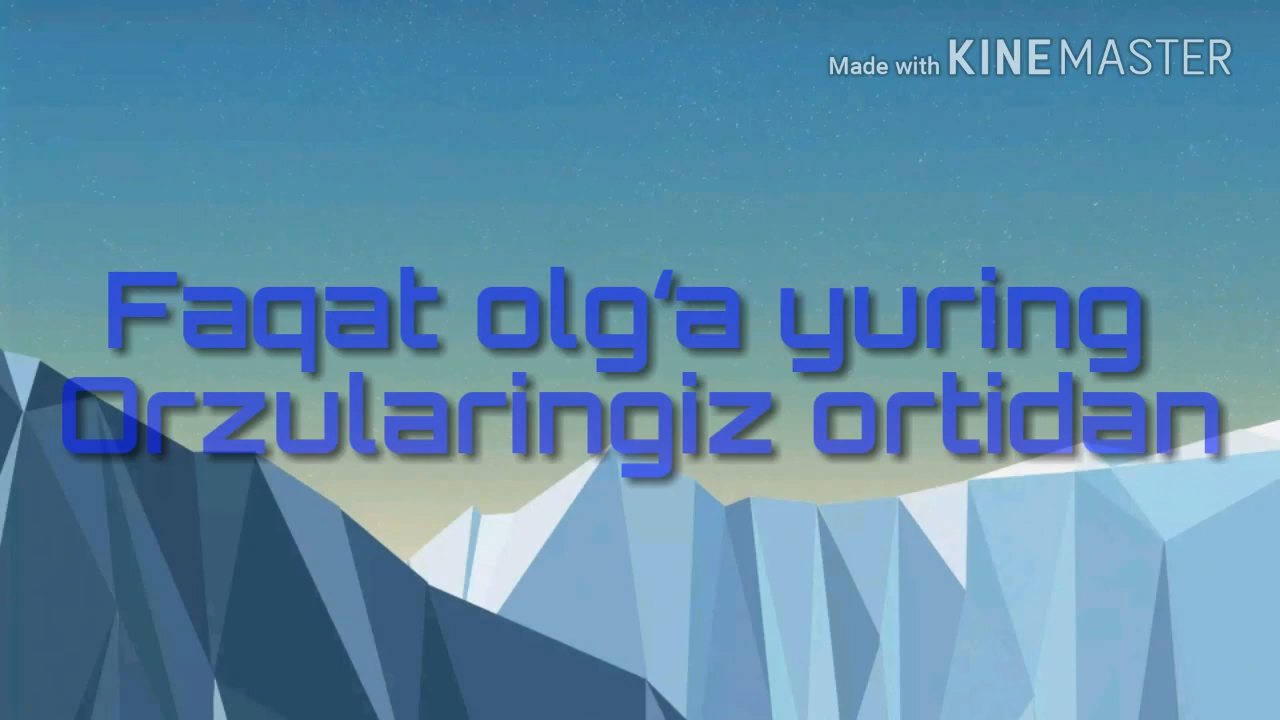 Made with KINEMASTER
Faqat olg‘a yuring
Orzularingiz ortidan